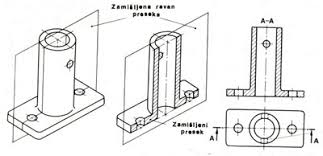 Zamišljena ravan
preseka
Zamišljeni
presek
A-A
A
A